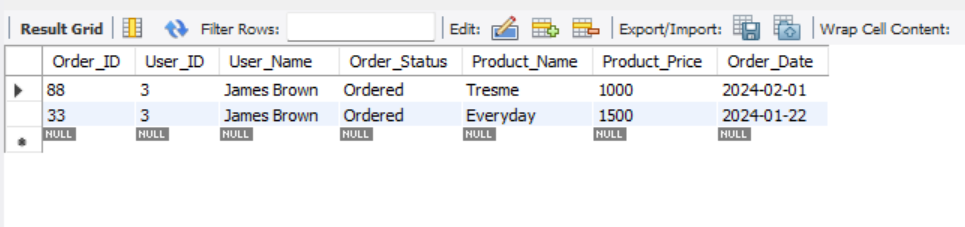 Result Grid Filter Rows: Edit: Export/Import: Wrap Cell Content:
Order_ID User_ID User_Name Order_Status Product_Name Product_Price Order_Date
88 3 James Brown Ordered Tresme 1000 2024-02-01
33 3 James Brown Ordered Everyday 1500 2024-01-22
NULL NULL NULL NULL NULL NULL NULL